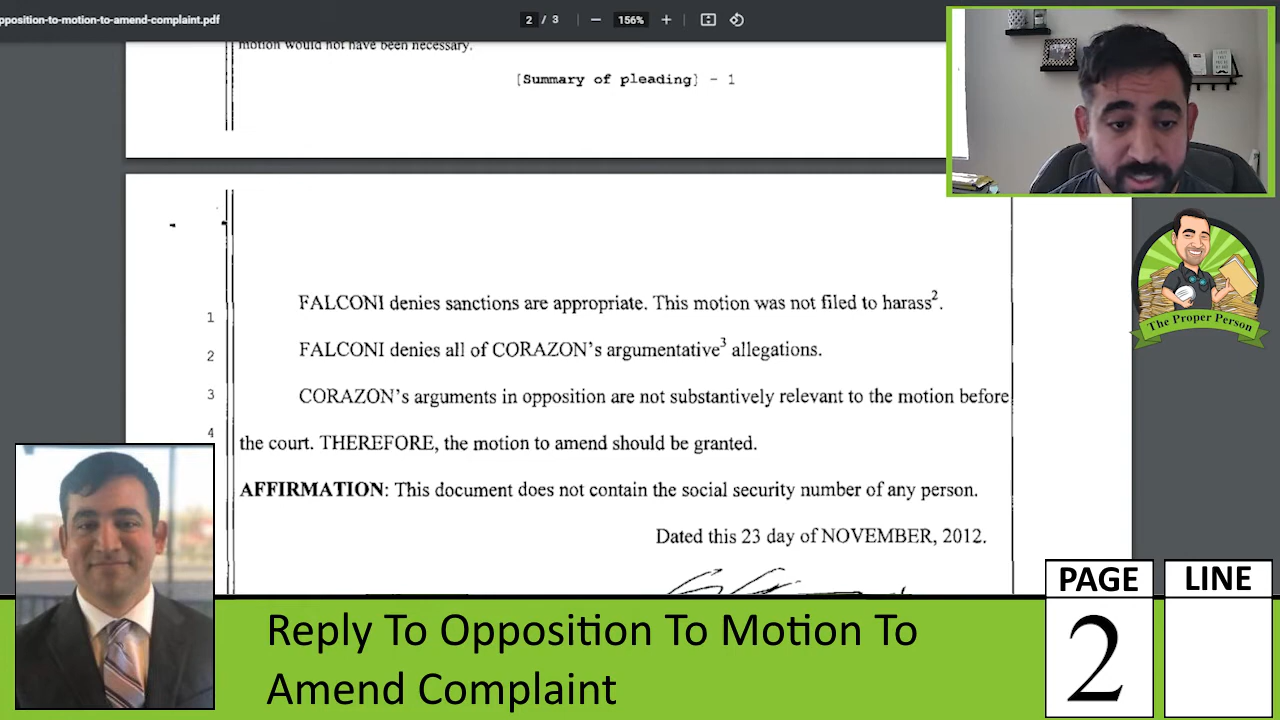 pposition-to-motion-to-amend-complaint.pdf
2 / 3
156%
motion would not have been necessary.
[Summary of pleading] - 1
1
FALCONI denies sanctions are appropriate. This motion was not filed to harass².
2
FALCONI denies all of CORAZON's argumentative³ allegations.
3
CORAZON's arguments in opposition are not substantively relevant to the motion before
4
the court. THEREFORE, the motion to amend should be granted.
AFFIRMATION: This document does not contain the social security number of any person.
Dated this 23 day of NOVEMBER, 2012.
The Proper Person
PAGE
LINE
2
Reply To Opposition To Motion To
Amend Complaint